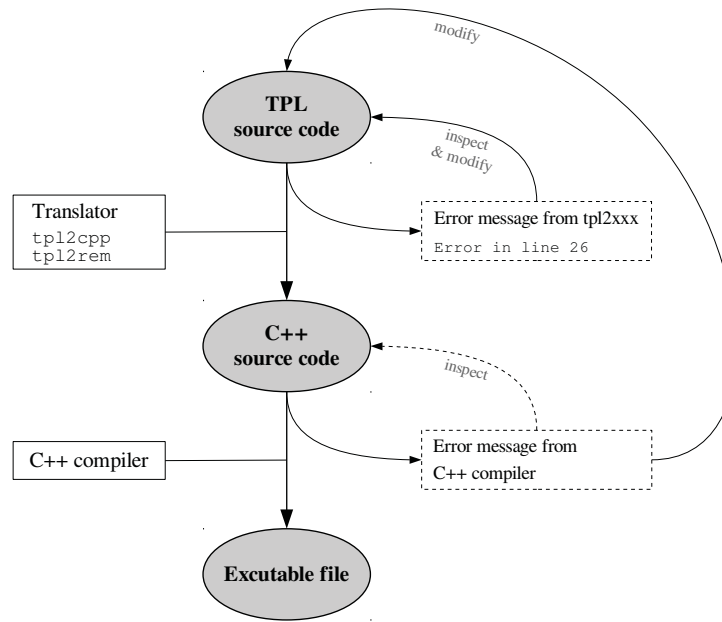 modify
TPL
source code
inspect
& modify
Translator
tpl2cpp
tpl2rem
Error message from tpl2xxx
Error in line 26
C++
source code
inspect
C++ compiler
Error message from
C++ compiler
Excutable file